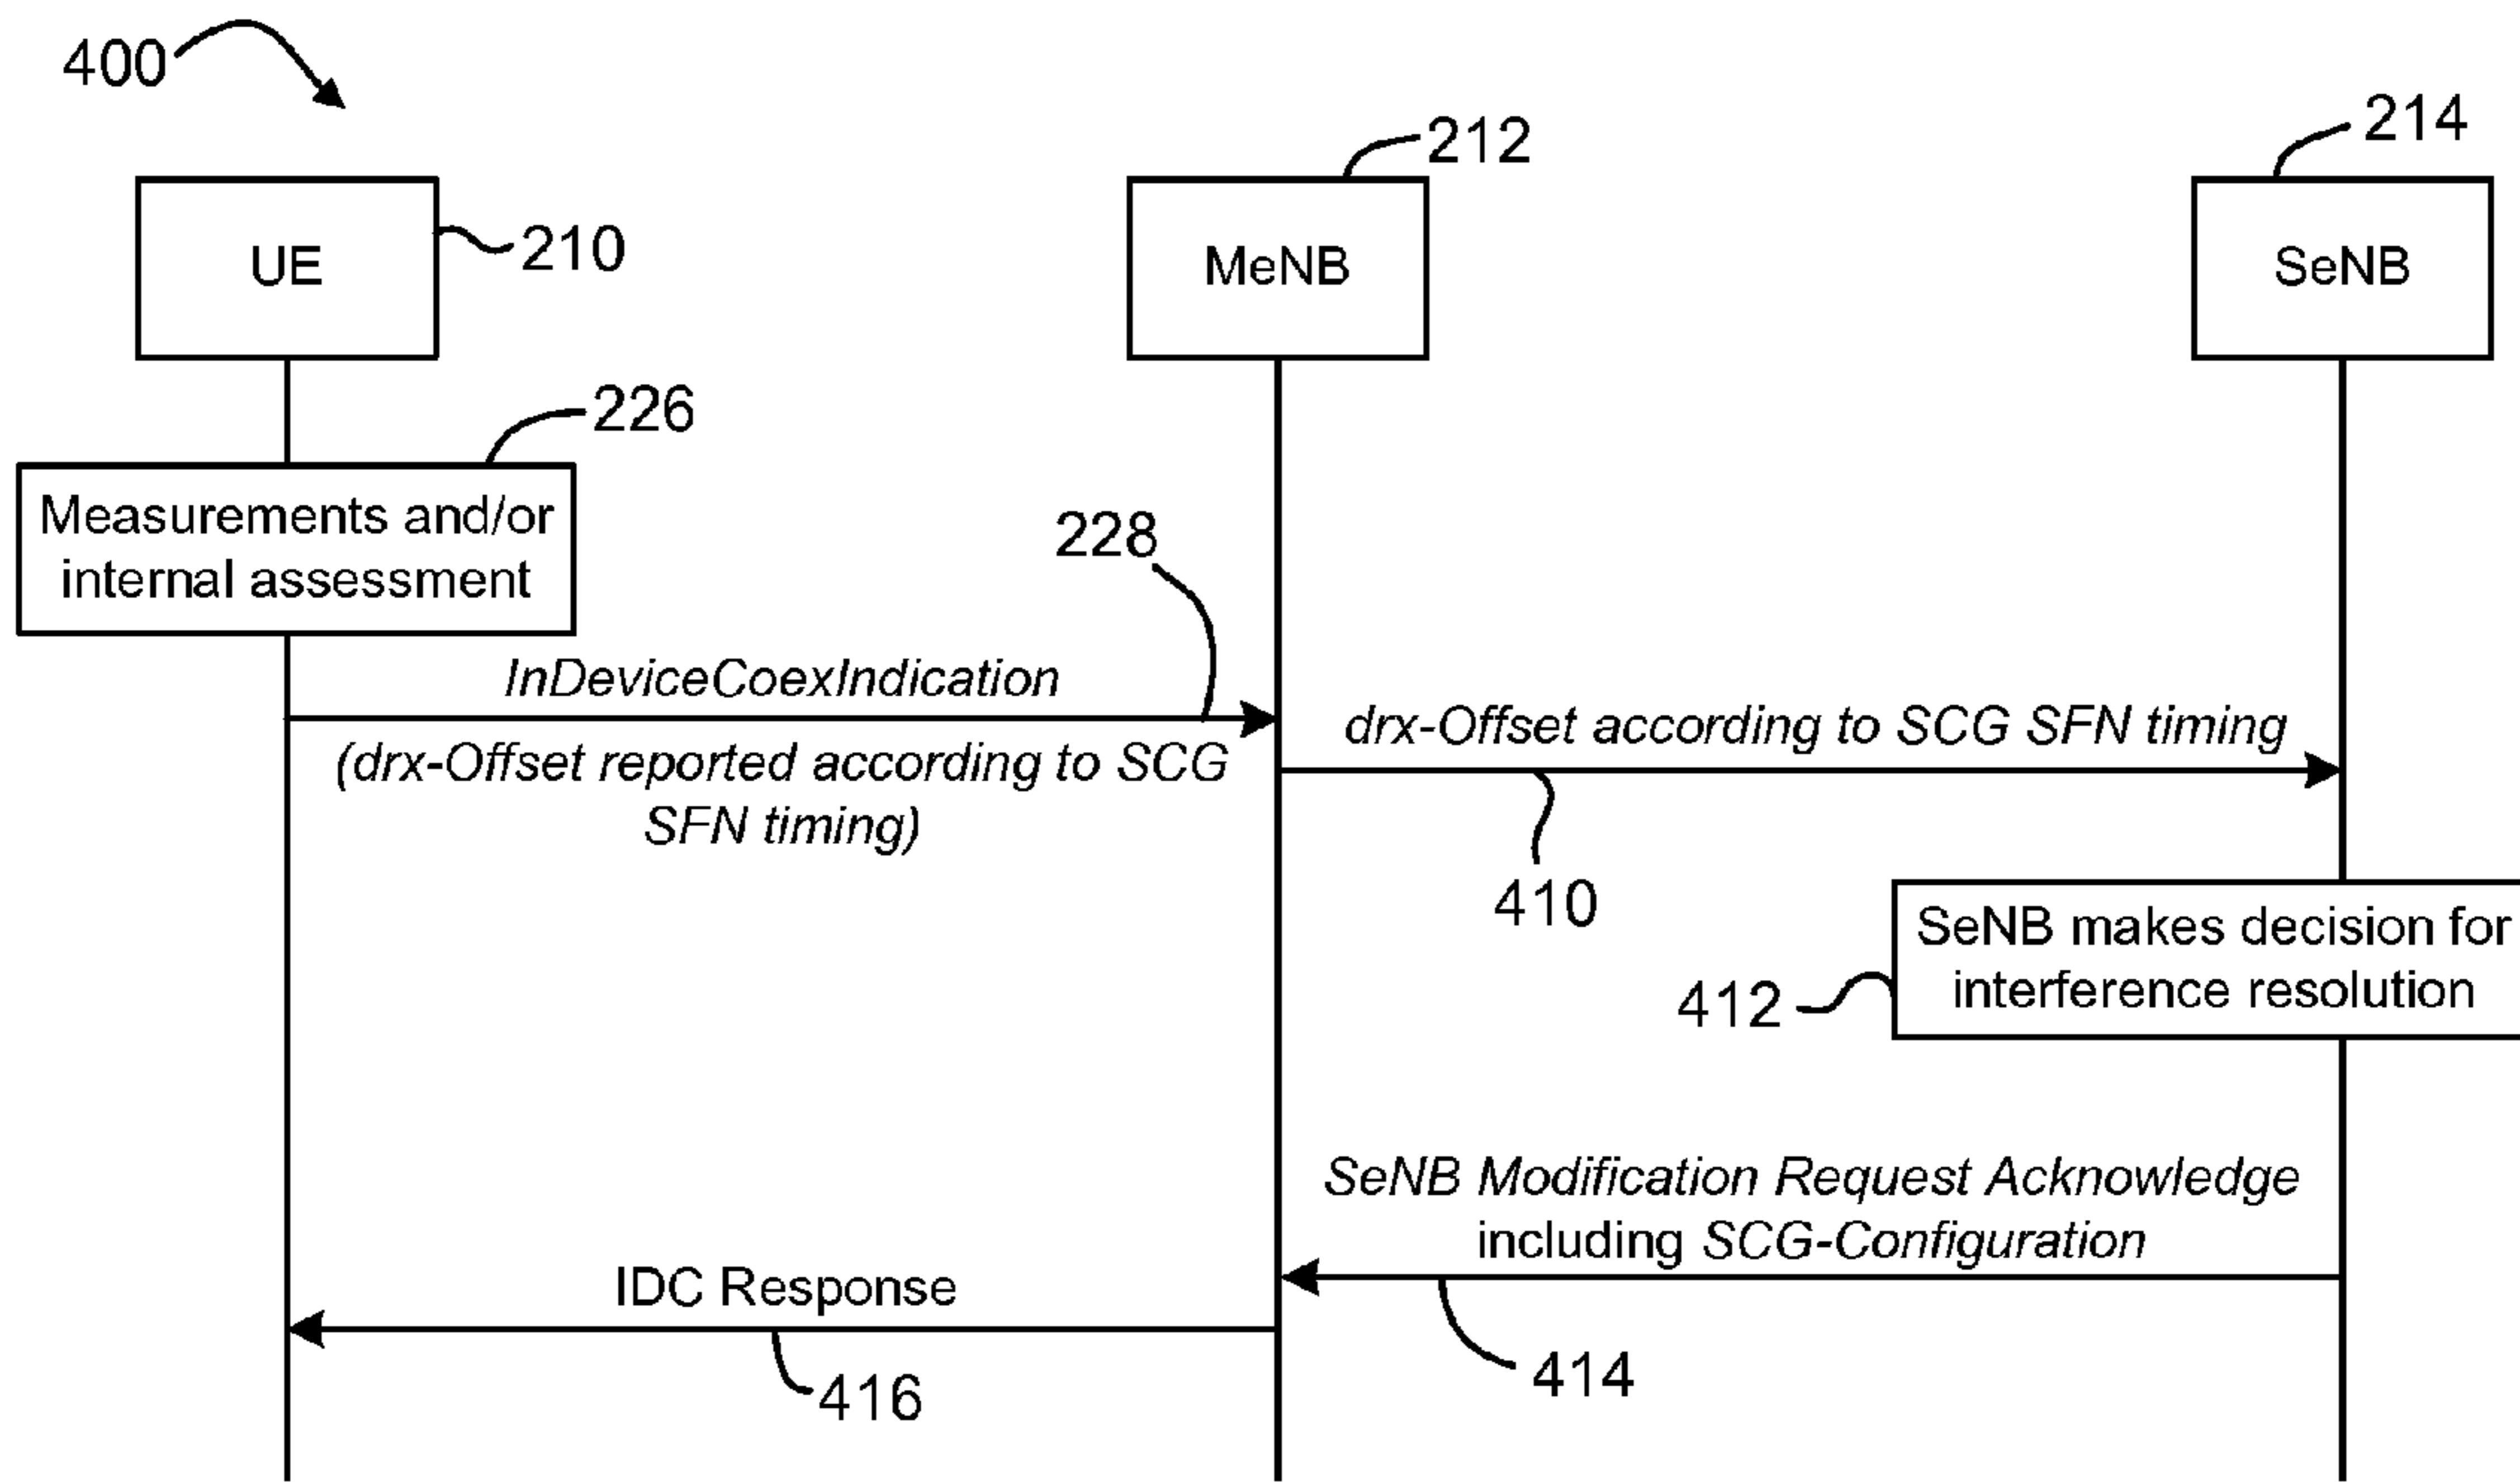 400
212
214
UE
210
MeNB
SeNB
226
Measurements and/or
internal assessment
228
InDeviceCoexIndication
(drx-Offset reported according to SCG
SFN timing)
drx-Offset according to SCG SFN timing
410
SeNB makes decision for
interference resolution
412
SeNB Modification Request Acknowledge
including SCG-Configuration
414
IDC Response
416